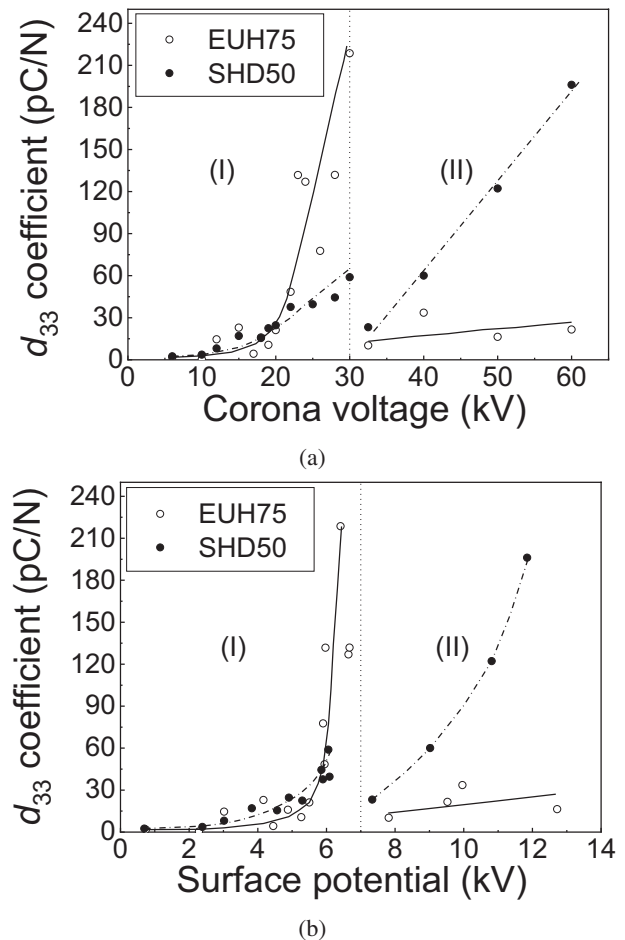 240
210
180
150
120
90
60
30
0
d33 coefficient (pC/N)
EUH75
SHD50
(I)
(II)
0 10 20 30 40 50 60
Corona voltage (kV)
(a)
240
210
180
150
120
90
60
30
0
d33 coefficient (pC/N)
EUH75
SHD50
(I)
(II)
0 2 4 6 8 10 12 14
Surface potential (kV)
(b)